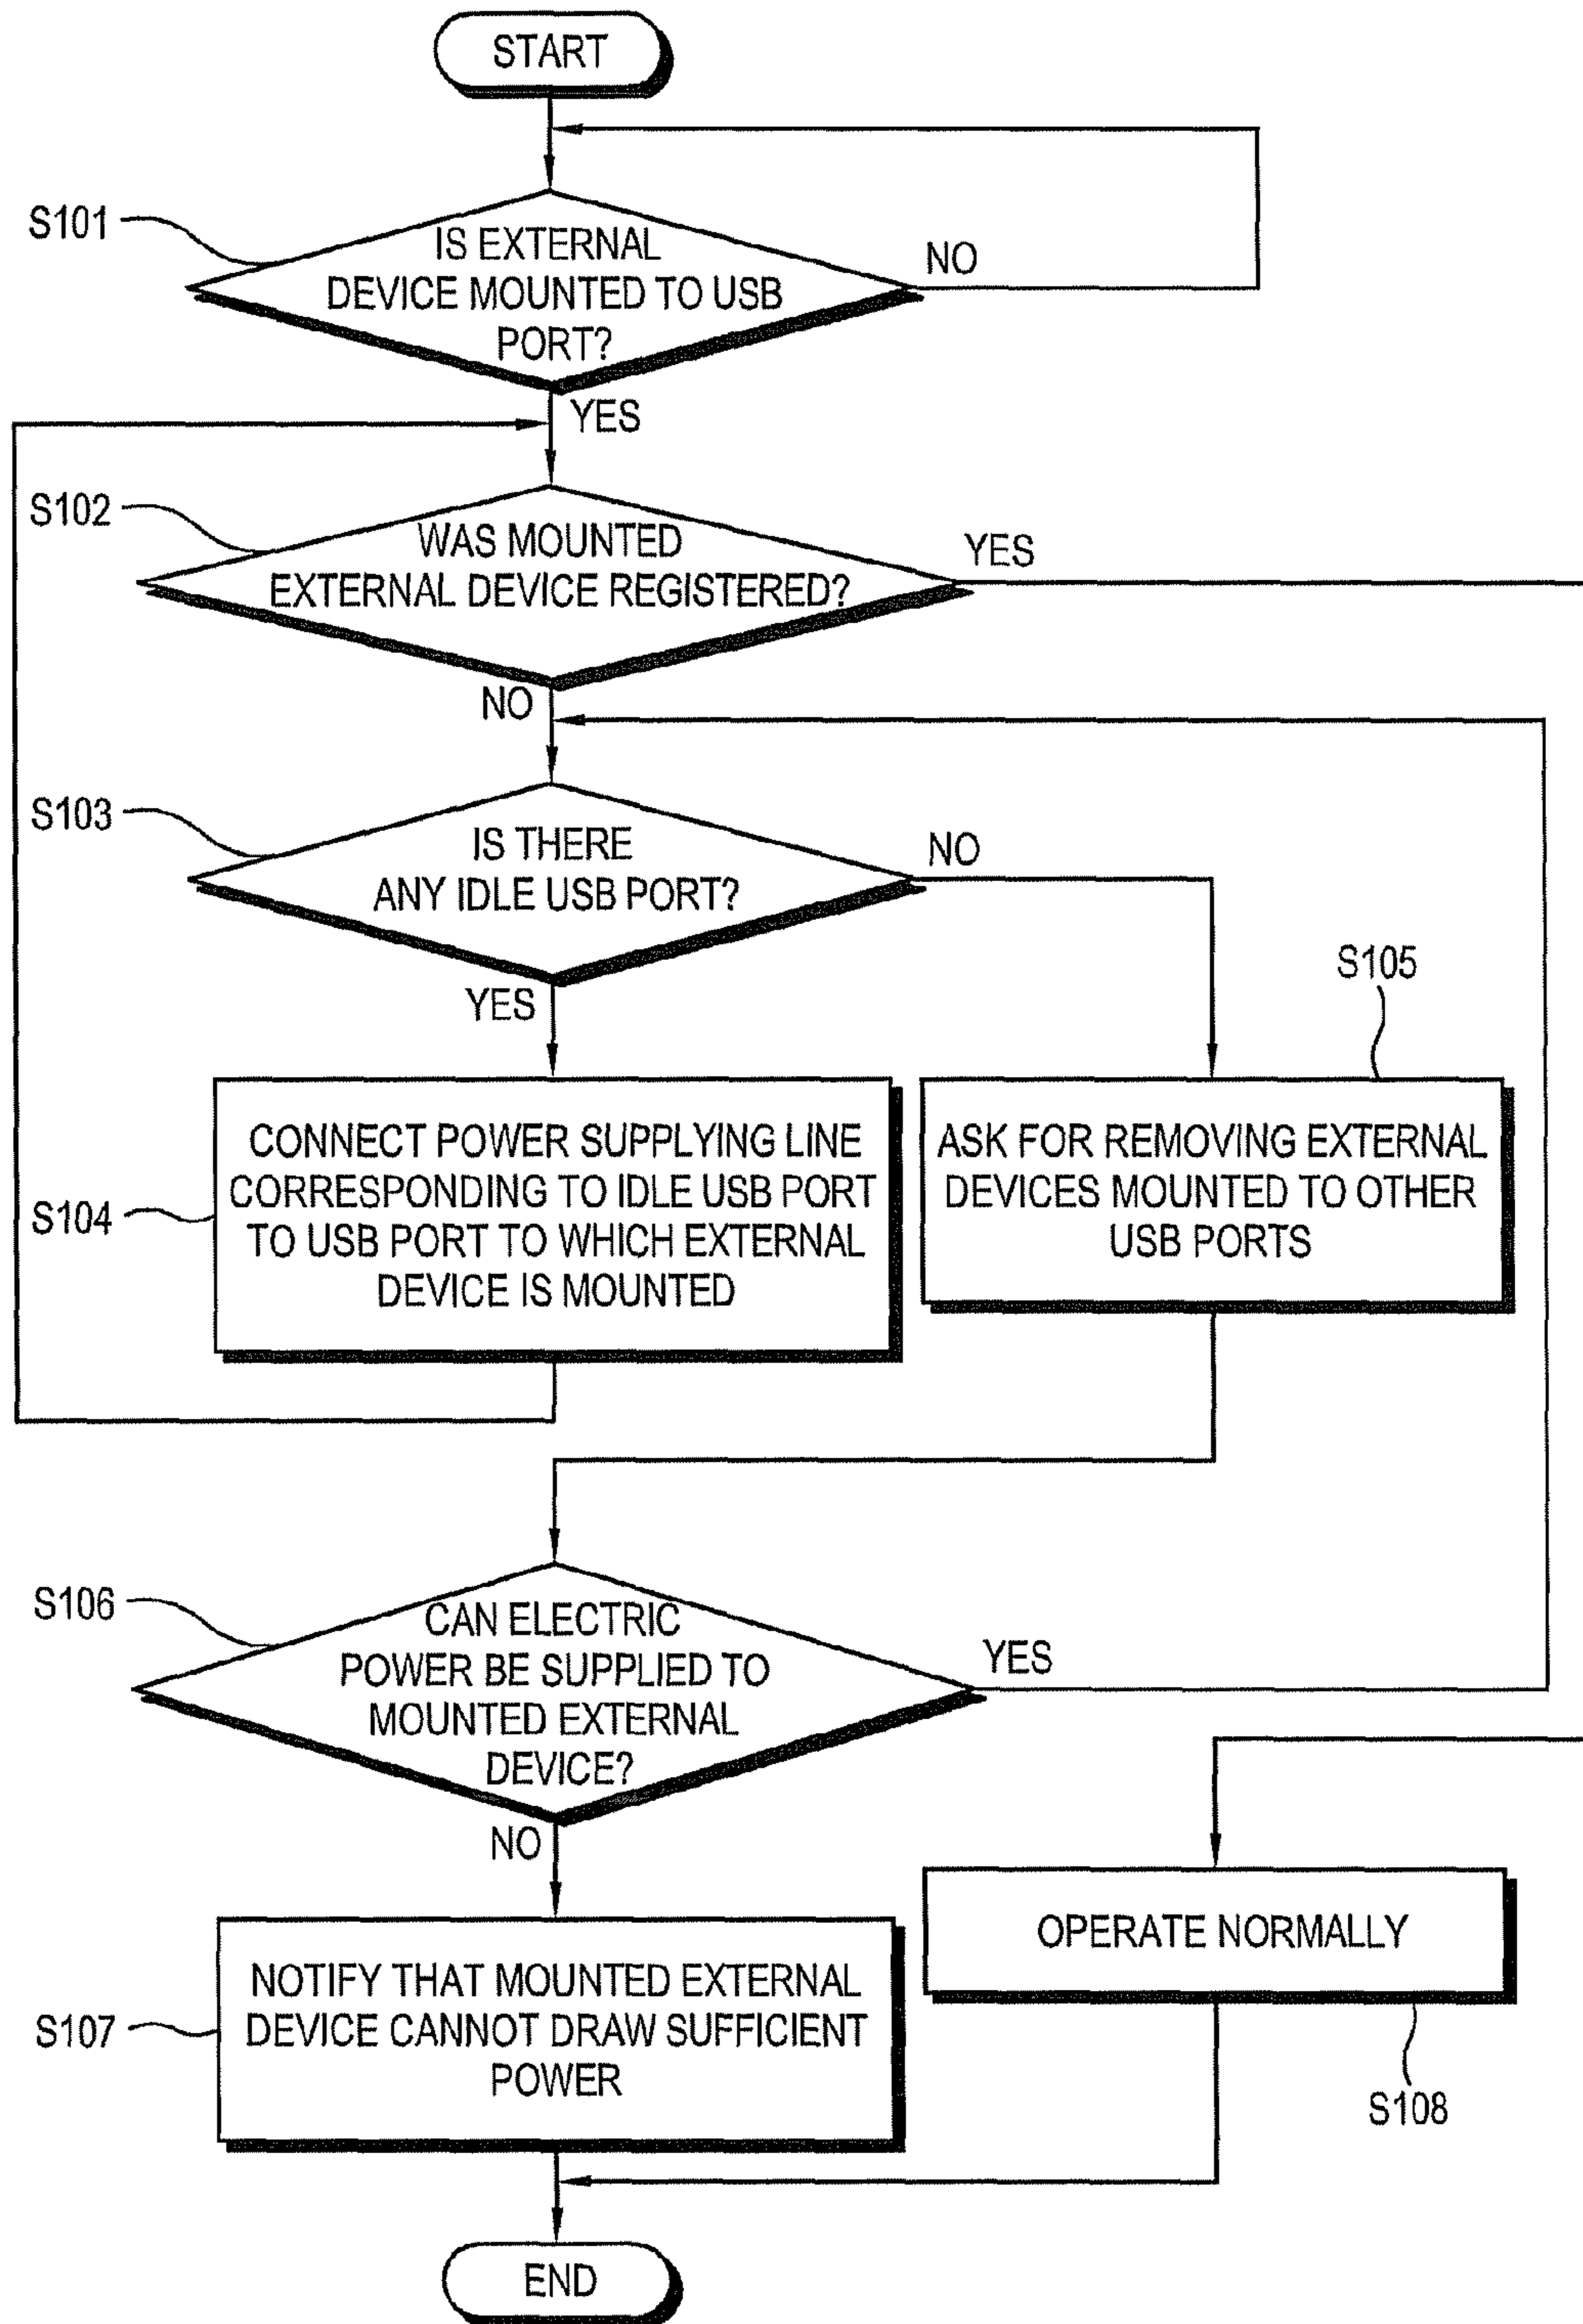 START
S101
IS EXTERNAL
DEVICE MOUNTED TO USB
PORT?
NO
YES
S102
WAS MOUNTED
EXTERNAL DEVICE REGISTERED?
YES
NO
S103
IS THERE
ANY IDLE USB PORT?
NO
YES
S105
S104
CONNECT POWER SUPPLYING LINE
CORRESPONDING TO IDLE USB PORT
TO USB PORT TO WHICH EXTERNAL
DEVICE IS MOUNTED
ASK FOR REMOVING EXTERNAL
DEVICES MOUNTED TO OTHER
USB PORTS
S106
CAN ELECTRIC
POWER BE SUPPLIED TO
MOUNTED EXTERNAL
DEVICE?
YES
NO
S107
NOTIFY THAT MOUNTED EXTERNAL
DEVICE CANNOT DRAW SUFFICIENT
POWER
OPERATE NORMALLY
S108
END